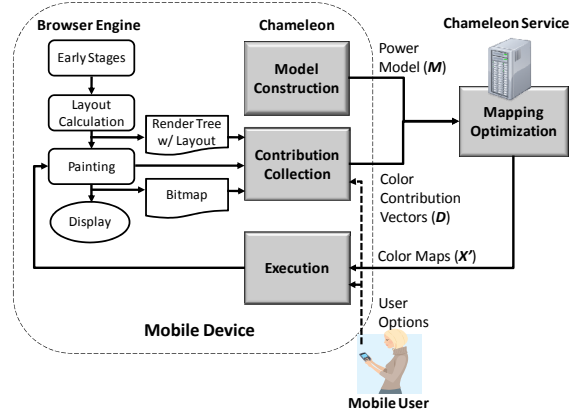 Browser Engine
Chameleon
Chameleon Service
Early Stages
Model
Construction
Power
Model (M)
Layout
Calculation
Mapping
Optimization
Render Tree
w/ Layout
Contribution
Collection
Painting
Bitmap
Color
Contribution
Vectors (D)
Display
Execution
Color Maps (X')
User
Options
Mobile Device
Mobile User